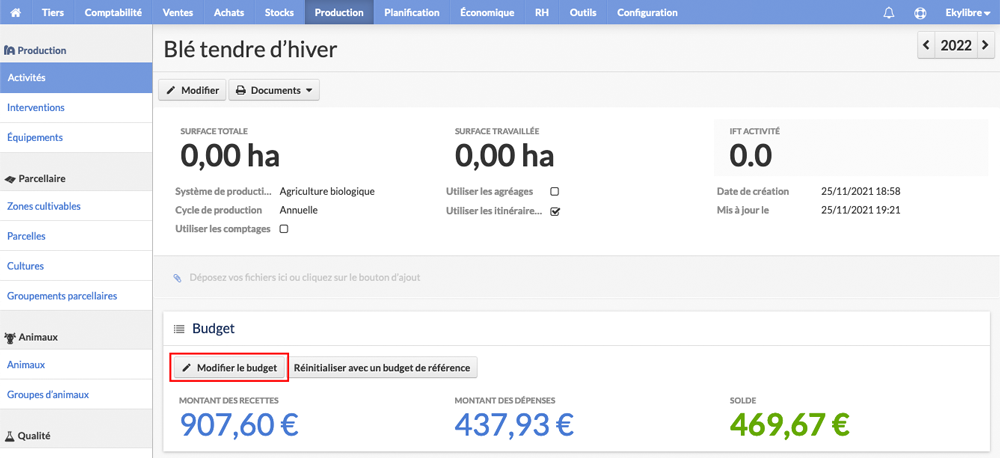 Tiers Comptabilité Ventes Achats Stocks Production Planification Économique RH Outils Configuration Ekylibre
Production
Activités
Interventions
Équipements
Parcellaire
Zones cultivables
Parcelles
Cultures
Groupements parcellaires
Animaux
Animaux
Groupes d'animaux
Qualité
Blé tendre d'hiver
2022
Modifier Documents
SURFACE TOTALE
0,00 ha
SURFACE TRAVAILLÉE
0,00 ha
IFT ACTIVITÉ
0.0
Système de producti... Agriculture biologique
Cycle de production Annuelle
Utiliser les comptages
Utiliser les agréages
Utiliser les itinéraire...
Date de création 25/11/2021 18:58
Mis à jour le 25/11/2021 19:21
Déposez vos fichiers ici ou cliquez sur le bouton d'ajout
Budget
Modifier le budget Réinitialiser avec un budget de référence
MONTANT DES RECETTES
907,60 €
MONTANT DES DÉPENSES
437,93 €
SOLDE
469,67 €